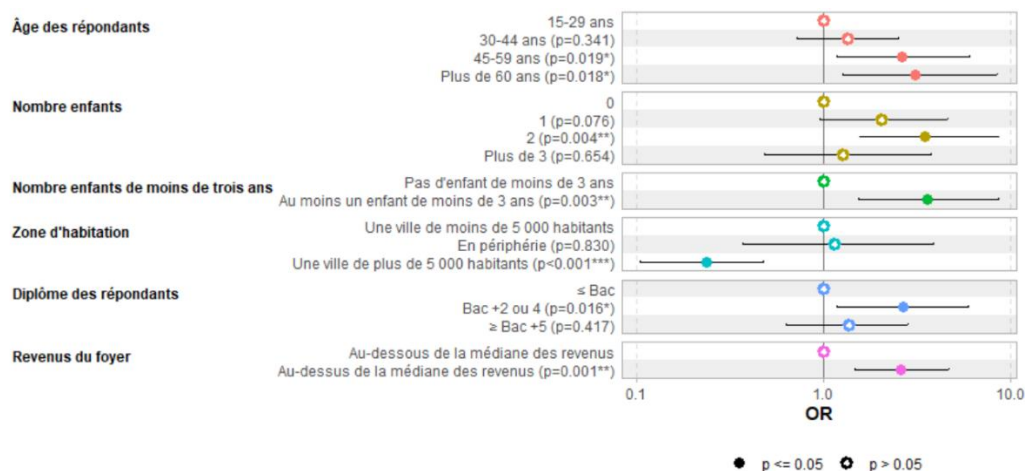 Âge des répondants
15-29 ans
30-44 ans (p=0.341)
45-59 ans (p=0.019*)
Plus de 60 ans (p=0.018*)
Nombre enfants
0
1 (p=0.076)
2 (p=0.004**)
Plus de 3 (p=0.654)
Nombre enfants de moins de trois ans
Pas d'enfant de moins de 3 ans
Au moins un enfant de moins de 3 ans (p=0.003**)
Zone d'habitation
Une ville de moins de 5 000 habitants
En périphérie (p=0.830)
Une ville de plus de 5 000 habitants (p<0.001***)
Diplôme des répondants
≤ Bac
Bac +2 ou 4 (p=0.016*)
≥ Bac +5 (p=0.417)
Revenus du foyer
Au-dessous de la médiane des revenus
Au-dessus de la médiane des revenus (p=0.001**)
0.1 1.0 10.0
OR
p <= 0.05 p > 0.05